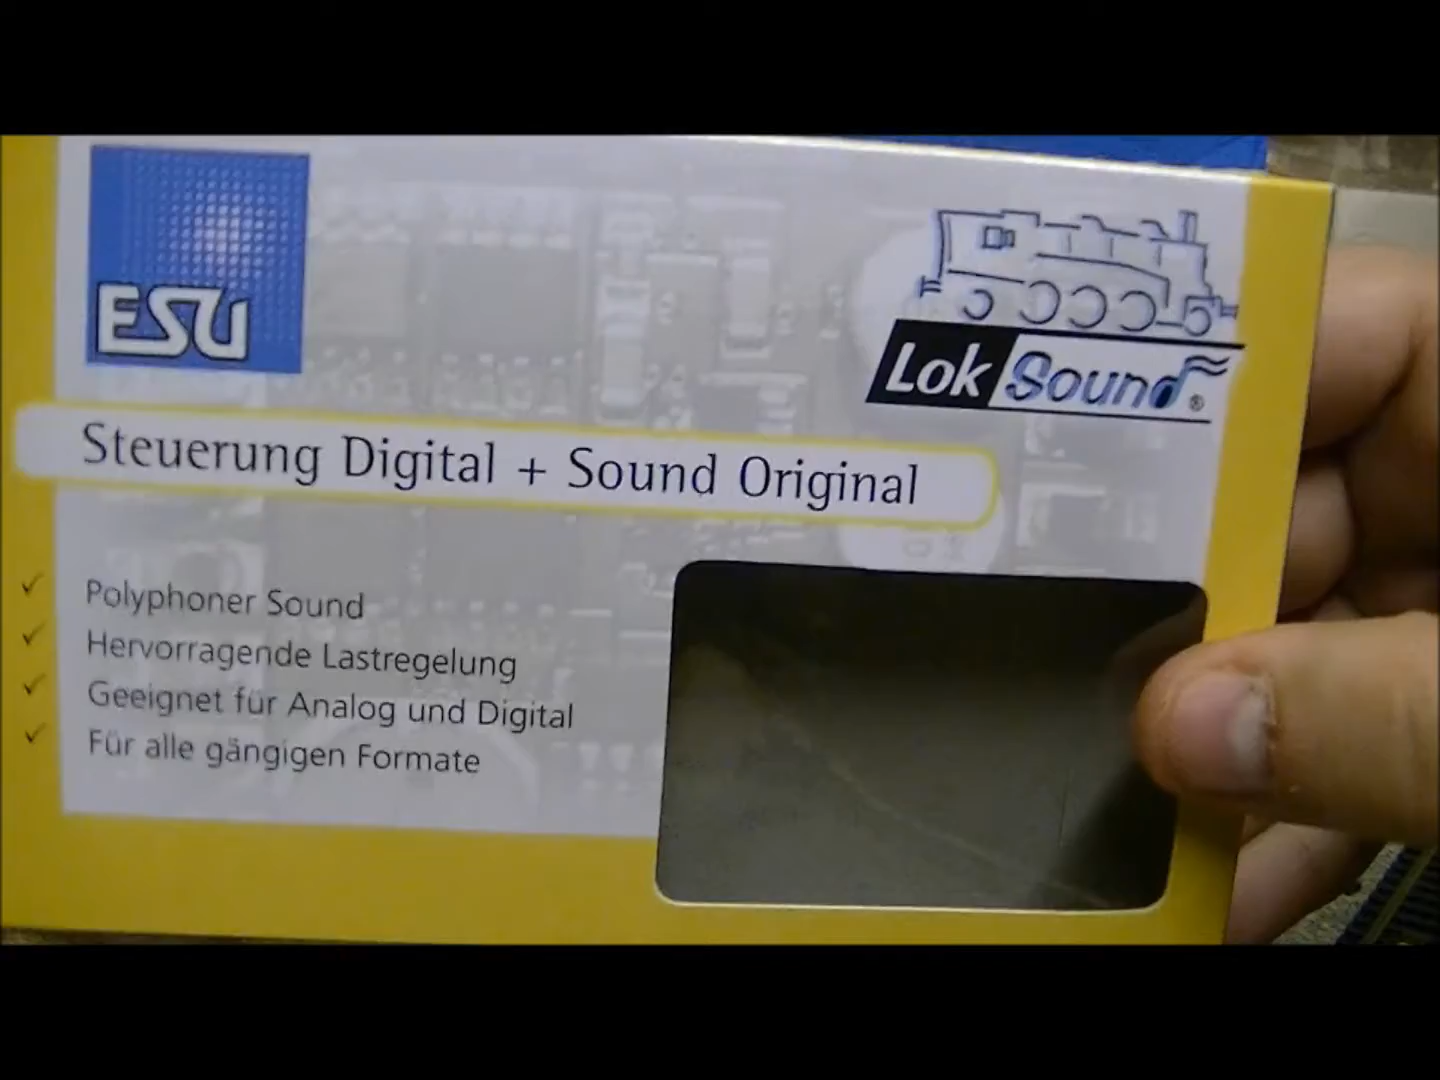 ESU
Lok Sound®
Steuerung Digital + Sound Original
✓ Polyphoner Sound
✓ Hervorragende Lastregelung
✓ Geeignet für Analog und Digital
✓ Für alle gängigen Formate